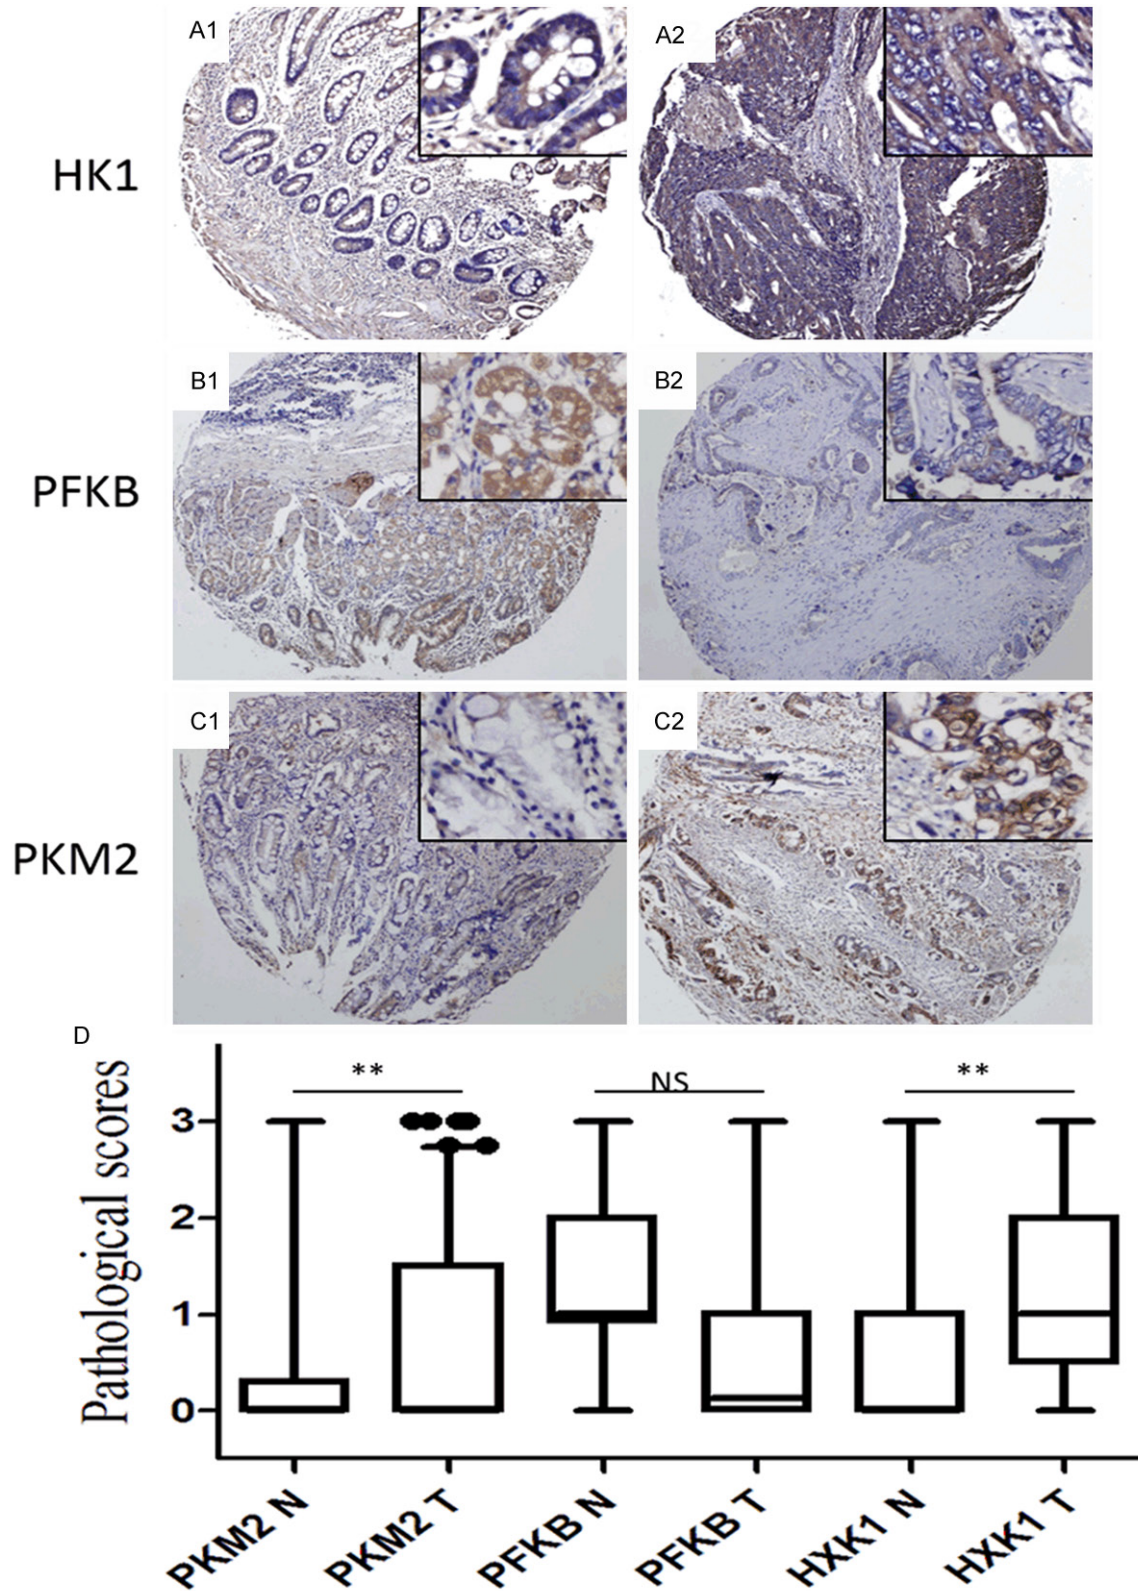 A1
A2
HK1
B1
B2
PFKB
C1
C2
PKM2
D
** NS **
Pathological scores
3
2
1
0
PKM2 N
PKM2 T
PFKB N
PFKB T
HXK1 N
HXK1 T